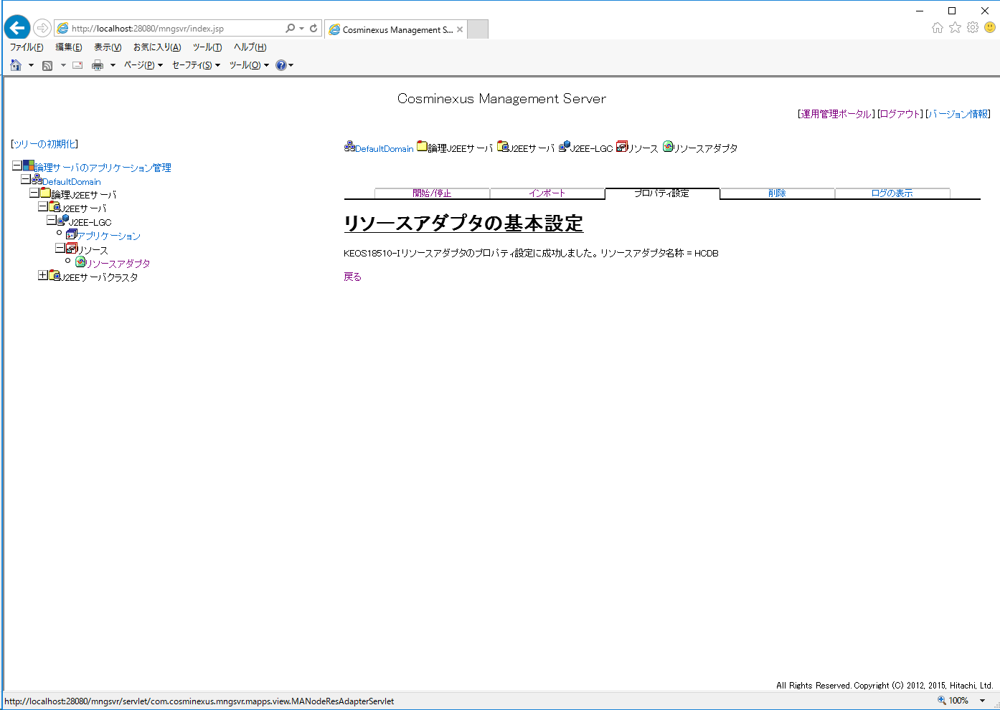 http://localhost:28080/mngsvr/index.jsp
Cosminexus Management S...
ファイル(F) 編集(E) 表示(V) お気に入り(A) ツール(T) ヘルプ(H)
ページ(P) セーフティ(S) ツール(O)
Cosminexus Management Server
[運用管理ポータル] [ログアウト] [バージョン情報]
[ツリーの初期化]
論理サーバのアプリケーション管理
DefaultDomain
論理J2EEサーバ
J2EEサーバ
J2EE-LGC
アプリケーション
リソース
リソースアダプタ
J2EEサーバクラスタ
DefaultDomain 論理J2EEサーバ J2EEサーバ J2EE-LGC リソース リソースアダプタ
開始/停止 インポート プロパティ設定 削除 ログの表示
リソースアダプタの基本設定
KEOS18510-I リソースアダプタのプロパティ設定に成功しました。リソースアダプタ名称 = HCDB
戻る
All Rights Reserved. Copyright (C) 2012, 2015, Hitachi, Ltd.
http://localhost:28080/mngsvr/servlet/com.cosminexus.mngsvr.mapps.view.MANodeResAdapterServlet
100%